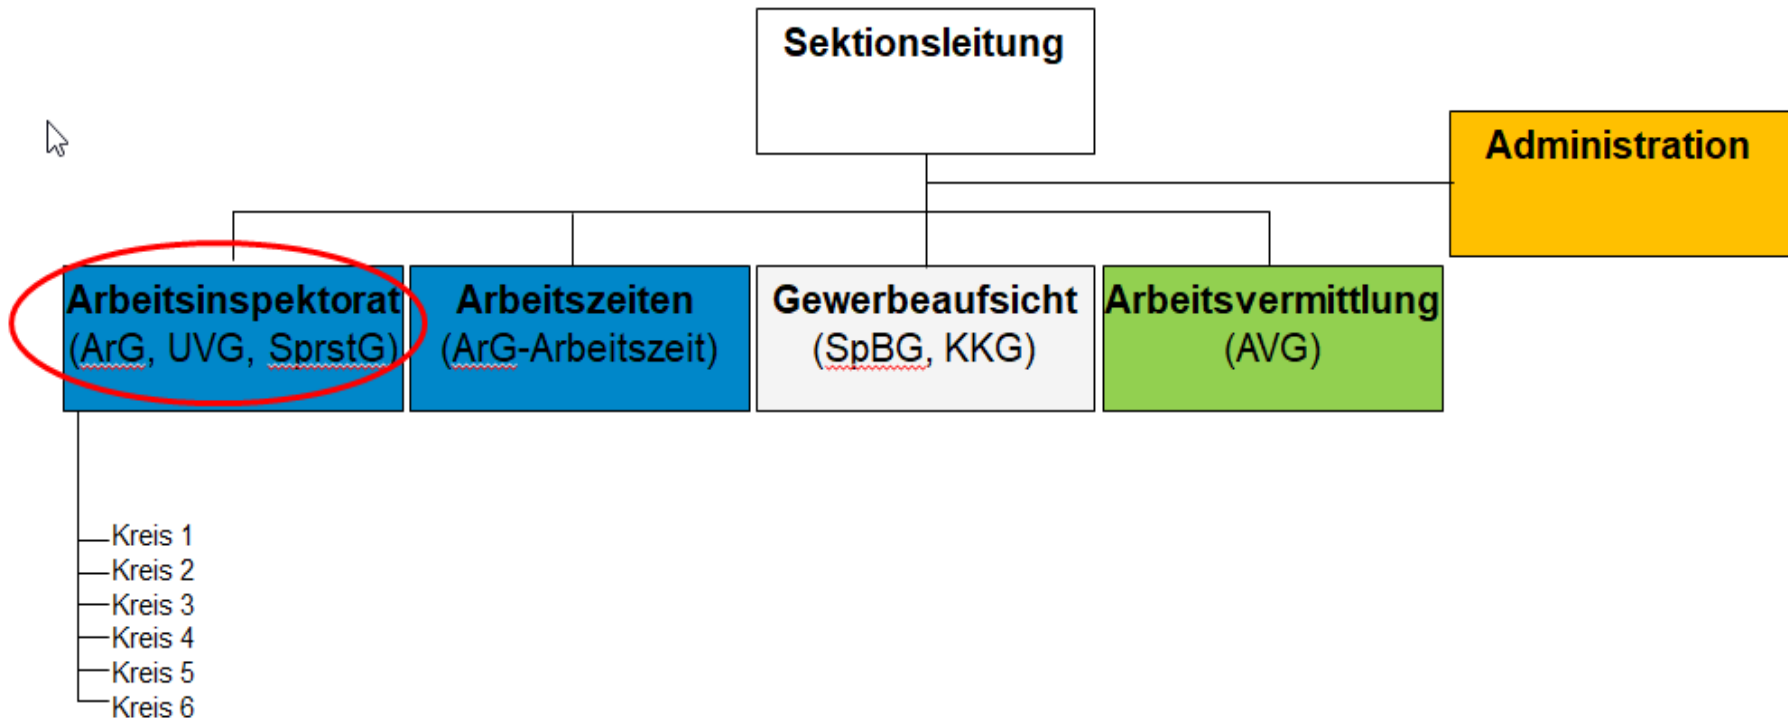 Sektionsleitung
Administration
Arbeitsinspektorat
(ArG, UVG, SprstG)
Arbeitszeiten
(ArG-Arbeitszeit)
Gewerbeaufsicht
(SpBG, KKG)
Arbeitsvermittlung
(AVG)
Kreis 1
Kreis 2
Kreis 3
Kreis 4
Kreis 5
Kreis 6